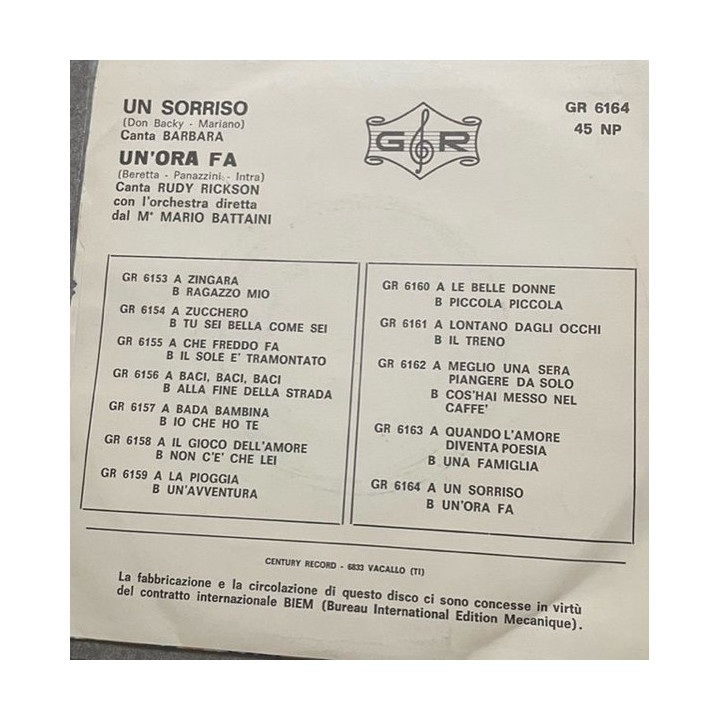 UN SORRISO
(Don Backy - Mariano)
Canta BARBARA
UN'ORA FA
(Beretta - Panazzini - Intra)
Canta RUDY RICKSON
con l'orchestra diretta
dal M° MARIO BATTAINI
G R
GR 6164
45 NP
GR 6153 A ZINGARA
B RAGAZZO MIO
GR 6154 A ZUCCHERO
B TU SEI BELLA COME SEI
GR 6155 A CHE FREDDO FA
B IL SOLE E' TRAMONTATO
GR 6156 A BACI, BACI, BACI
B ALLA FINE DELLA STRADA
GR 6157 A BADA BAMBINA
B IO CHE HO TE
GR 6158 A IL GIOCO DELL'AMORE
B NON C'E' CHE LEI
GR 6159 A LA PIOGGIA
B UN'AVVENTURA
GR 6160 A LE BELLE DONNE
B PICCOLA PICCOLA
GR 6161 A LONTANO DAGLI OCCHI
B IL TRENO
GR 6162 A MEGLIO UNA SERA
PIANGERE DA SOLO
B COS'HAI MESSO NEL
CAFFE'
GR 6163 A QUANDO L'AMORE
DIVENTA POESIA
B UNA FAMIGLIA
GR 6164 A UN SORRISO
B UN'ORA FA
CENTURY RECORD - 6833 VACALLO (TI)
La fabbricazione e la circolazione di questo disco ci sono concesse in virtù
del contratto internazionale BIEM (Bureau International Edition Mecanique).